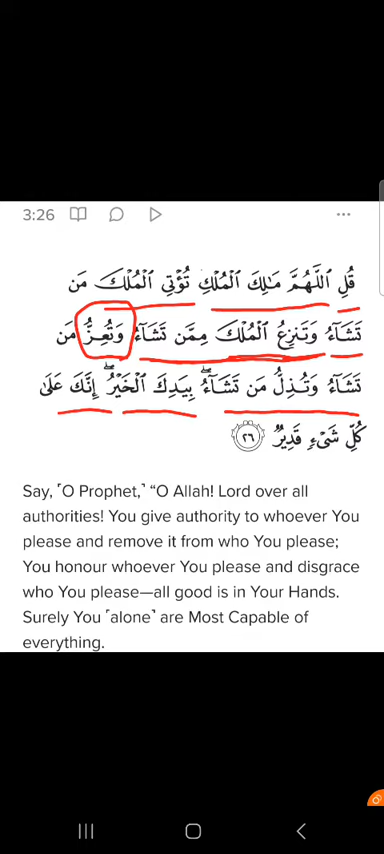 3:26
قُلِ ٱللَّهُمَّ مَـٰلِكَ ٱلْمُلْكِ تُؤْتِى ٱلْمُلْكَ مَن
تَشَآءُ وَتَنزِعُ ٱلْمُلْكَ مِمَّن تَشَآءُ وَتُعِزُّ مَن
تَشَآءُ وَتُذِلُّ مَن تَشَآءُ ۖ بِيَدِكَ ٱلْخَيْرُ ۖ إِنَّكَ عَلَىٰ
كُلِّ شَىْءٍ قَدِيرٌ ٢٦
Say, ˹O Prophet,˺ “O Allah! Lord over all
authorities! You give authority to whoever You
please and remove it from who You please;
You honour whoever You please and disgrace
who You please—all good is in Your Hands.
Surely You ˹alone˺ are Most Capable of
everything.